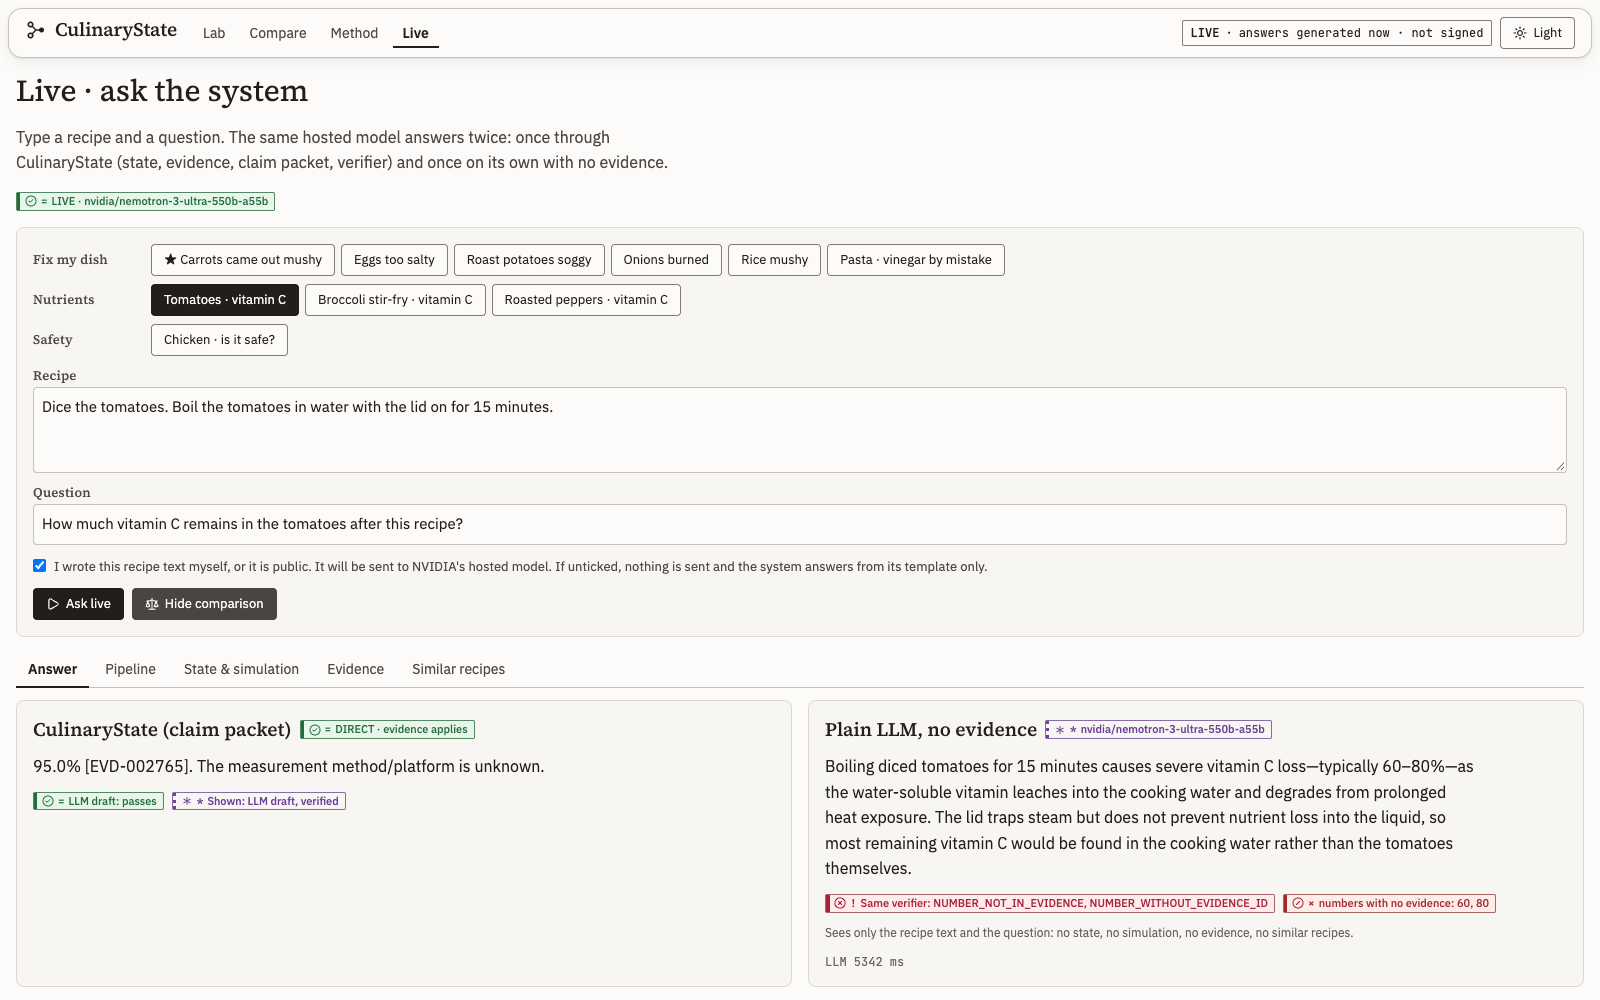 CulinaryState
Lab
Compare
Method
Live
LIVE · answers generated now · not signed
Light
Live · ask the system
Type a recipe and a question. The same hosted model answers twice: once through
CulinaryState (state, evidence, claim packet, verifier) and once on its own with no evidence.
= LIVE · nvidia/nemotron-3-ultra-550b-a55b
Fix my dish
★ Carrots came out mushy
Eggs too salty
Roast potatoes soggy
Onions burned
Rice mushy
Pasta · vinegar by mistake
Nutrients
Tomatoes · vitamin C
Broccoli stir-fry · vitamin C
Roasted peppers · vitamin C
Safety
Chicken · is it safe?
Recipe
Dice the tomatoes. Boil the tomatoes in water with the lid on for 15 minutes.
Question
How much vitamin C remains in the tomatoes after this recipe?
I wrote this recipe text myself, or it is public. It will be sent to NVIDIA's hosted model. If unticked, nothing is sent and the system answers from its template only.
Ask live
Hide comparison
Answer
Pipeline
State & simulation
Evidence
Similar recipes
CulinaryState (claim packet)
= DIRECT · evidence applies
95.0% [EVD-002765]. The measurement method/platform is unknown.
= LLM draft: passes
* Shown: LLM draft, verified
Plain LLM, no evidence
* nvidia/nemotron-3-ultra-550b-a55b
Boiling diced tomatoes for 15 minutes causes severe vitamin C loss—typically 60–80%—as
the water-soluble vitamin leaches into the cooking water and degrades from prolonged
heat exposure. The lid traps steam but does not prevent nutrient loss into the liquid, so
most remaining vitamin C would be found in the cooking water rather than the tomatoes
themselves.
! Same verifier: NUMBER_NOT_IN_EVIDENCE, NUMBER_WITHOUT_EVIDENCE_ID
× numbers with no evidence: 60, 80
Sees only the recipe text and the question: no state, no simulation, no evidence, no similar recipes.
LLM 5342 ms